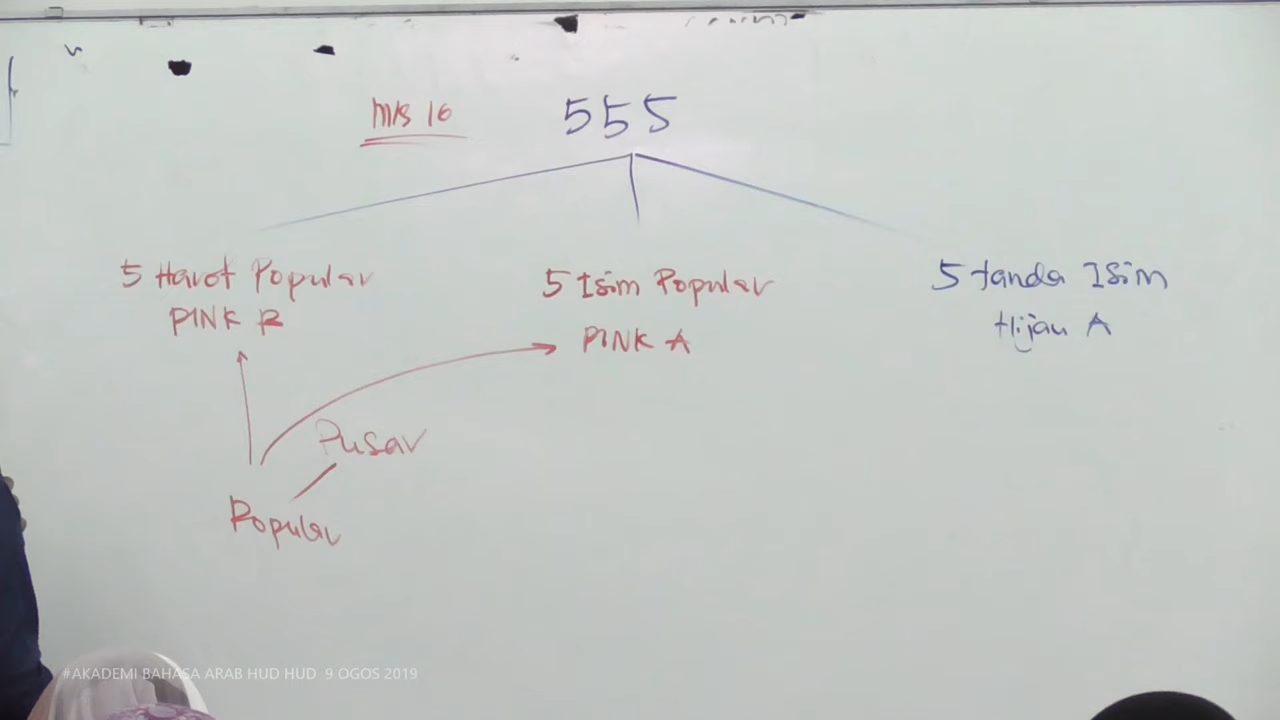 M/S 16
555
5 Harof Popular
PINK R
5 Isim Popular
PINK A
5 tanda Isim
Hijau A
Pusar
Popular
#AKADEMI BAHASA ARAB HUD HUD 9 OGOS 2019